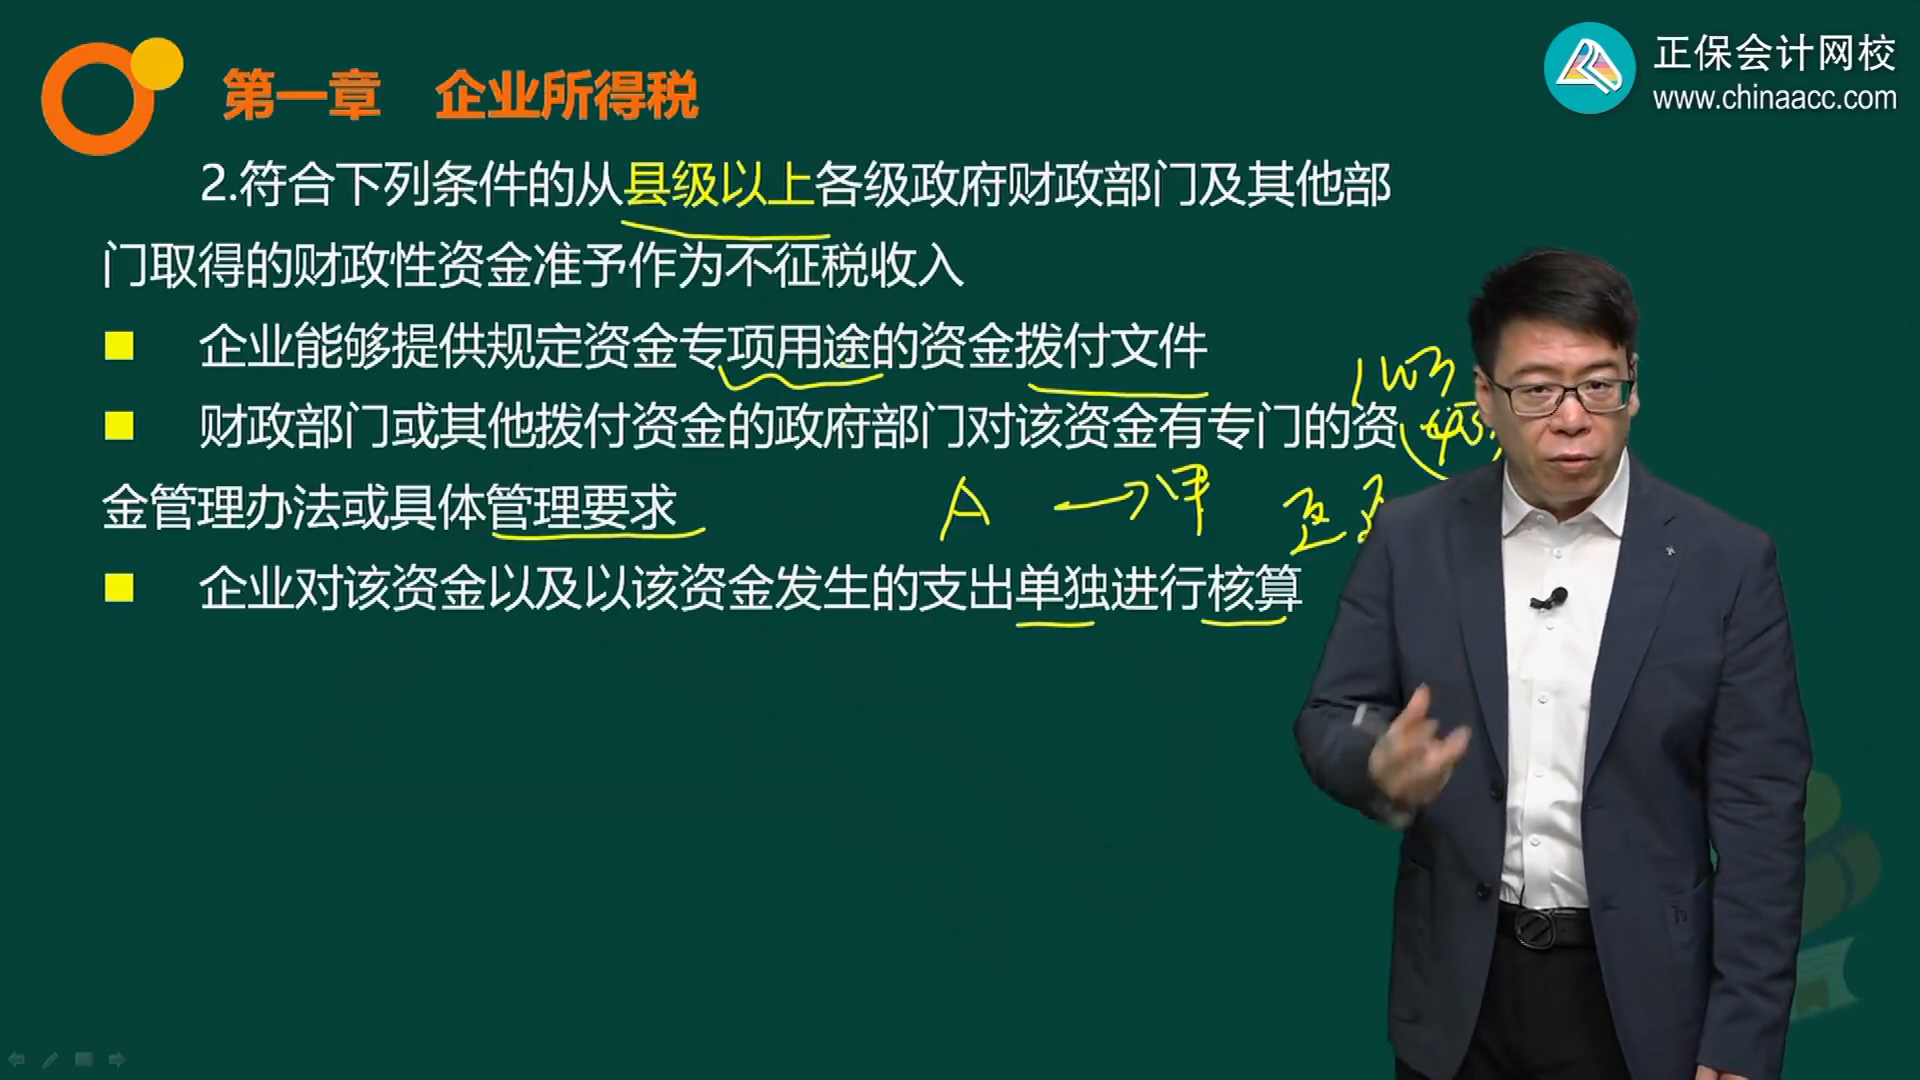 第一章 企业所得税
正保会计网校
www.chinaacc.com
2.符合下列条件的从县级以上各级政府财政部门及其他部
门取得的财政性资金准予作为不征税收入
企业能够提供规定资金专项用途的资金拨付文件
财政部门或其他拨付资金的政府部门对该资金有专门的资
金管理办法或具体管理要求
A → 甲
企业对该资金以及以该资金发生的支出单独进行核算